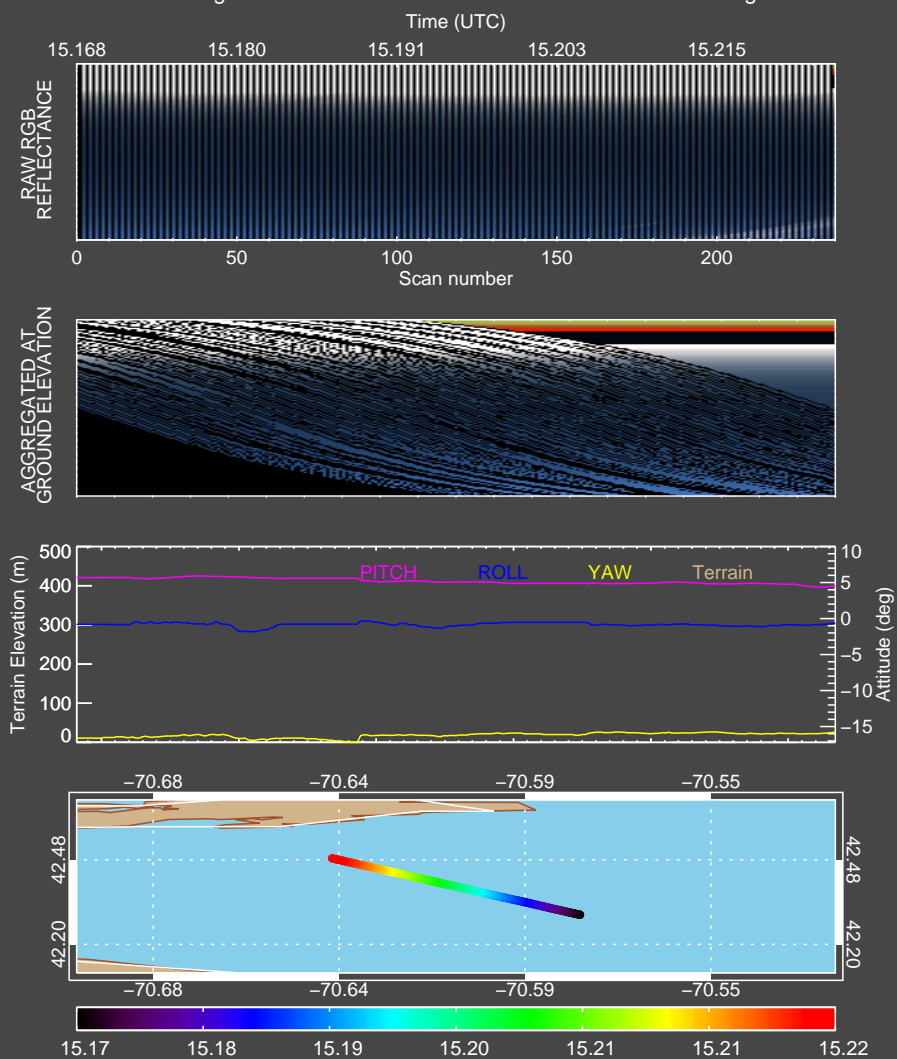 Time (UTC)
15.168 15.180 15.191 15.203 15.215
RAW RGB
REFLECTANCE
0 50 100 150 200
Scan number
AGGREGATED AT
GROUND ELEVATION
500
400
300
200
100
0
Terrain Elevation (m)
PITCH ROLL YAW Terrain
10
5
0
−5
−10
−15
Attitude (deg)
−70.68 −70.64 −70.59 −70.55
42.48 42.48
42.20 42.20
−70.68 −70.64 −70.59 −70.55
15.17 15.18 15.19 15.20 15.21 15.21 15.22